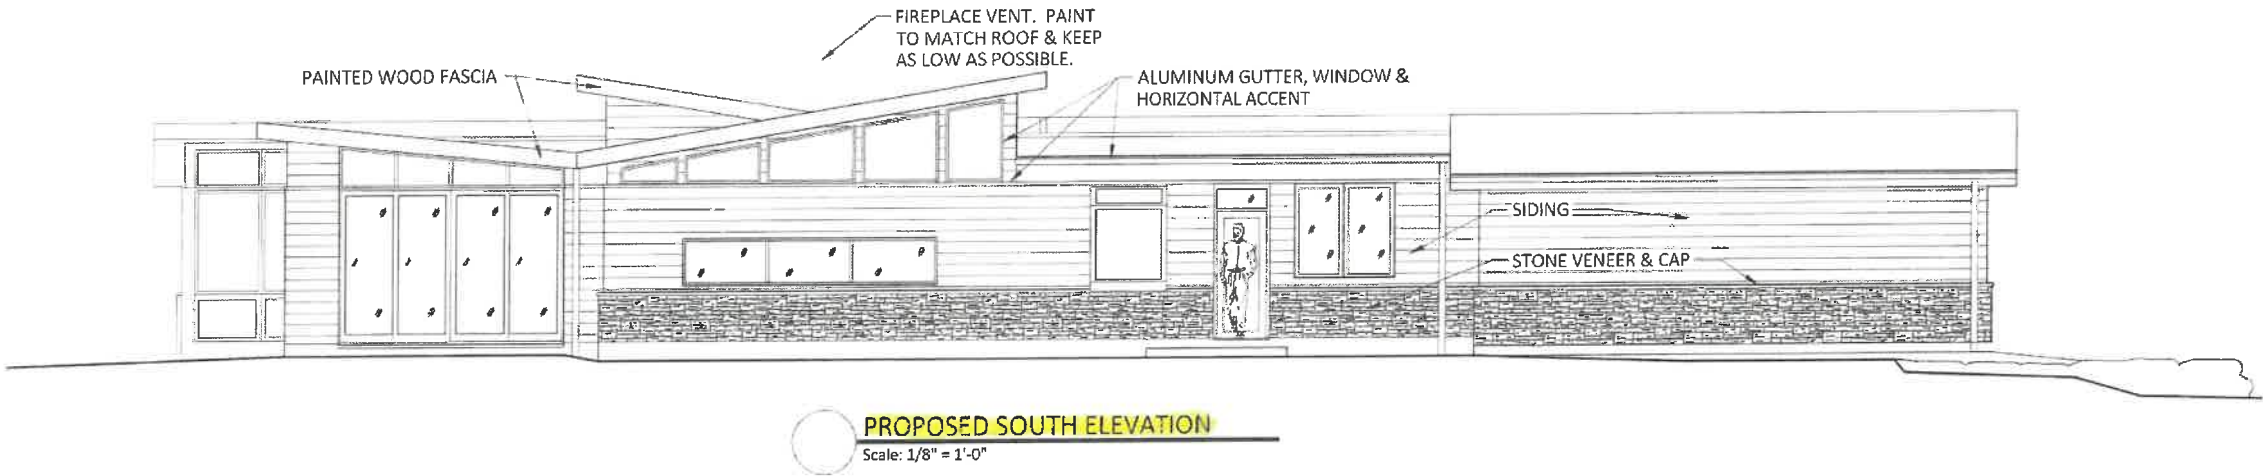 FIREPLACE VENT. PAINT
TO MATCH ROOF & KEEP
AS LOW AS POSSIBLE.
PAINTED WOOD FASCIA
ALUMINUM GUTTER, WINDOW &
HORIZONTAL ACCENT
SIDING
STONE VENEER & CAP
PROPOSED SOUTH ELEVATION
Scale: 1/8" = 1'-0"